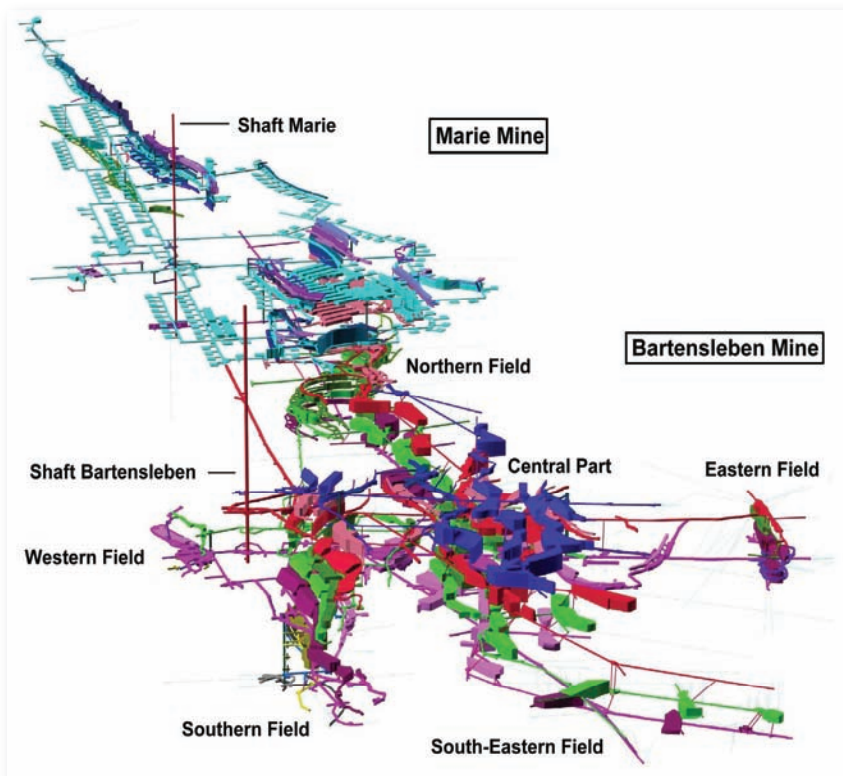 Shaft Marie
Marie Mine
Bartensleben Mine
Northern Field
Shaft Bartensleben
Central Part
Eastern Field
Western Field
Southern Field
South-Eastern Field